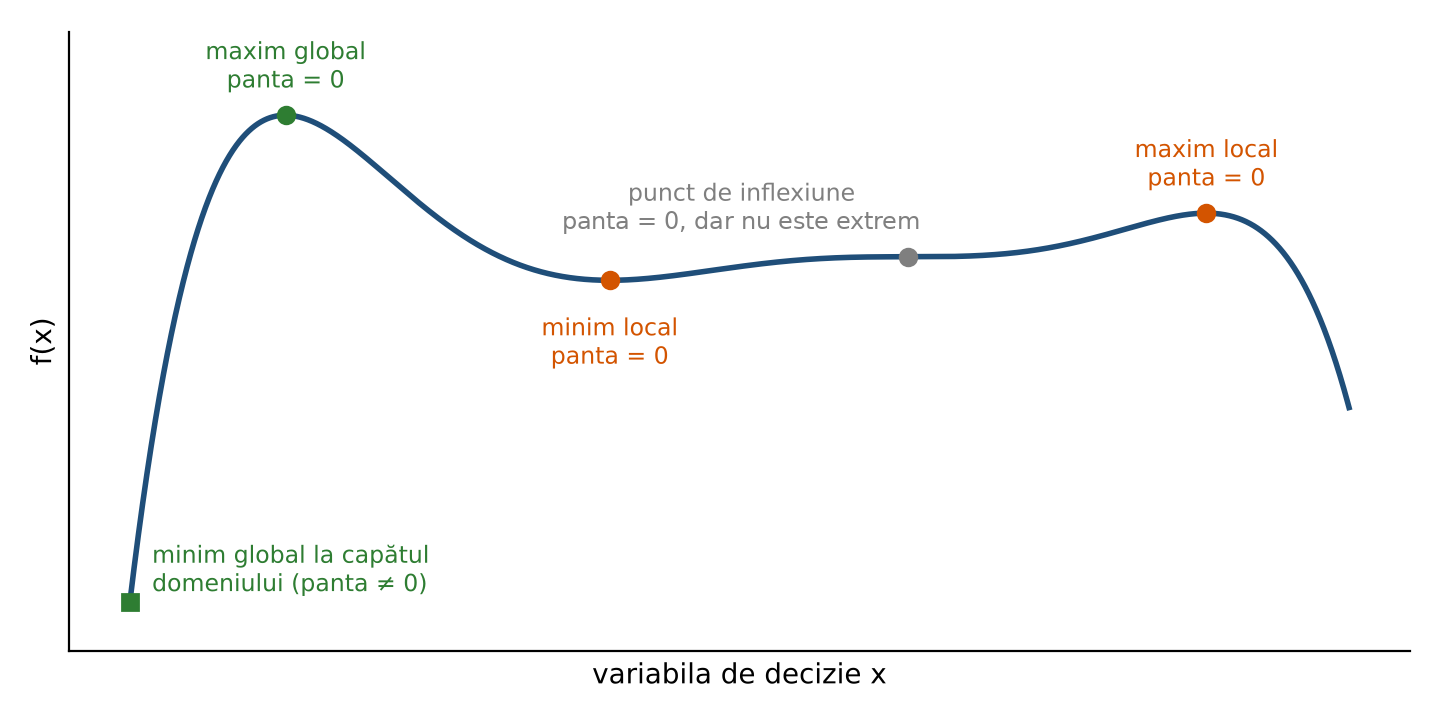 maxim global
panta = 0
maxim local
panta = 0
punct de inflexiune
panta = 0, dar nu este extrem
minim local
panta = 0
minim global la capătul
domeniului (panta ≠ 0)
f(x)
variabila de decizie x